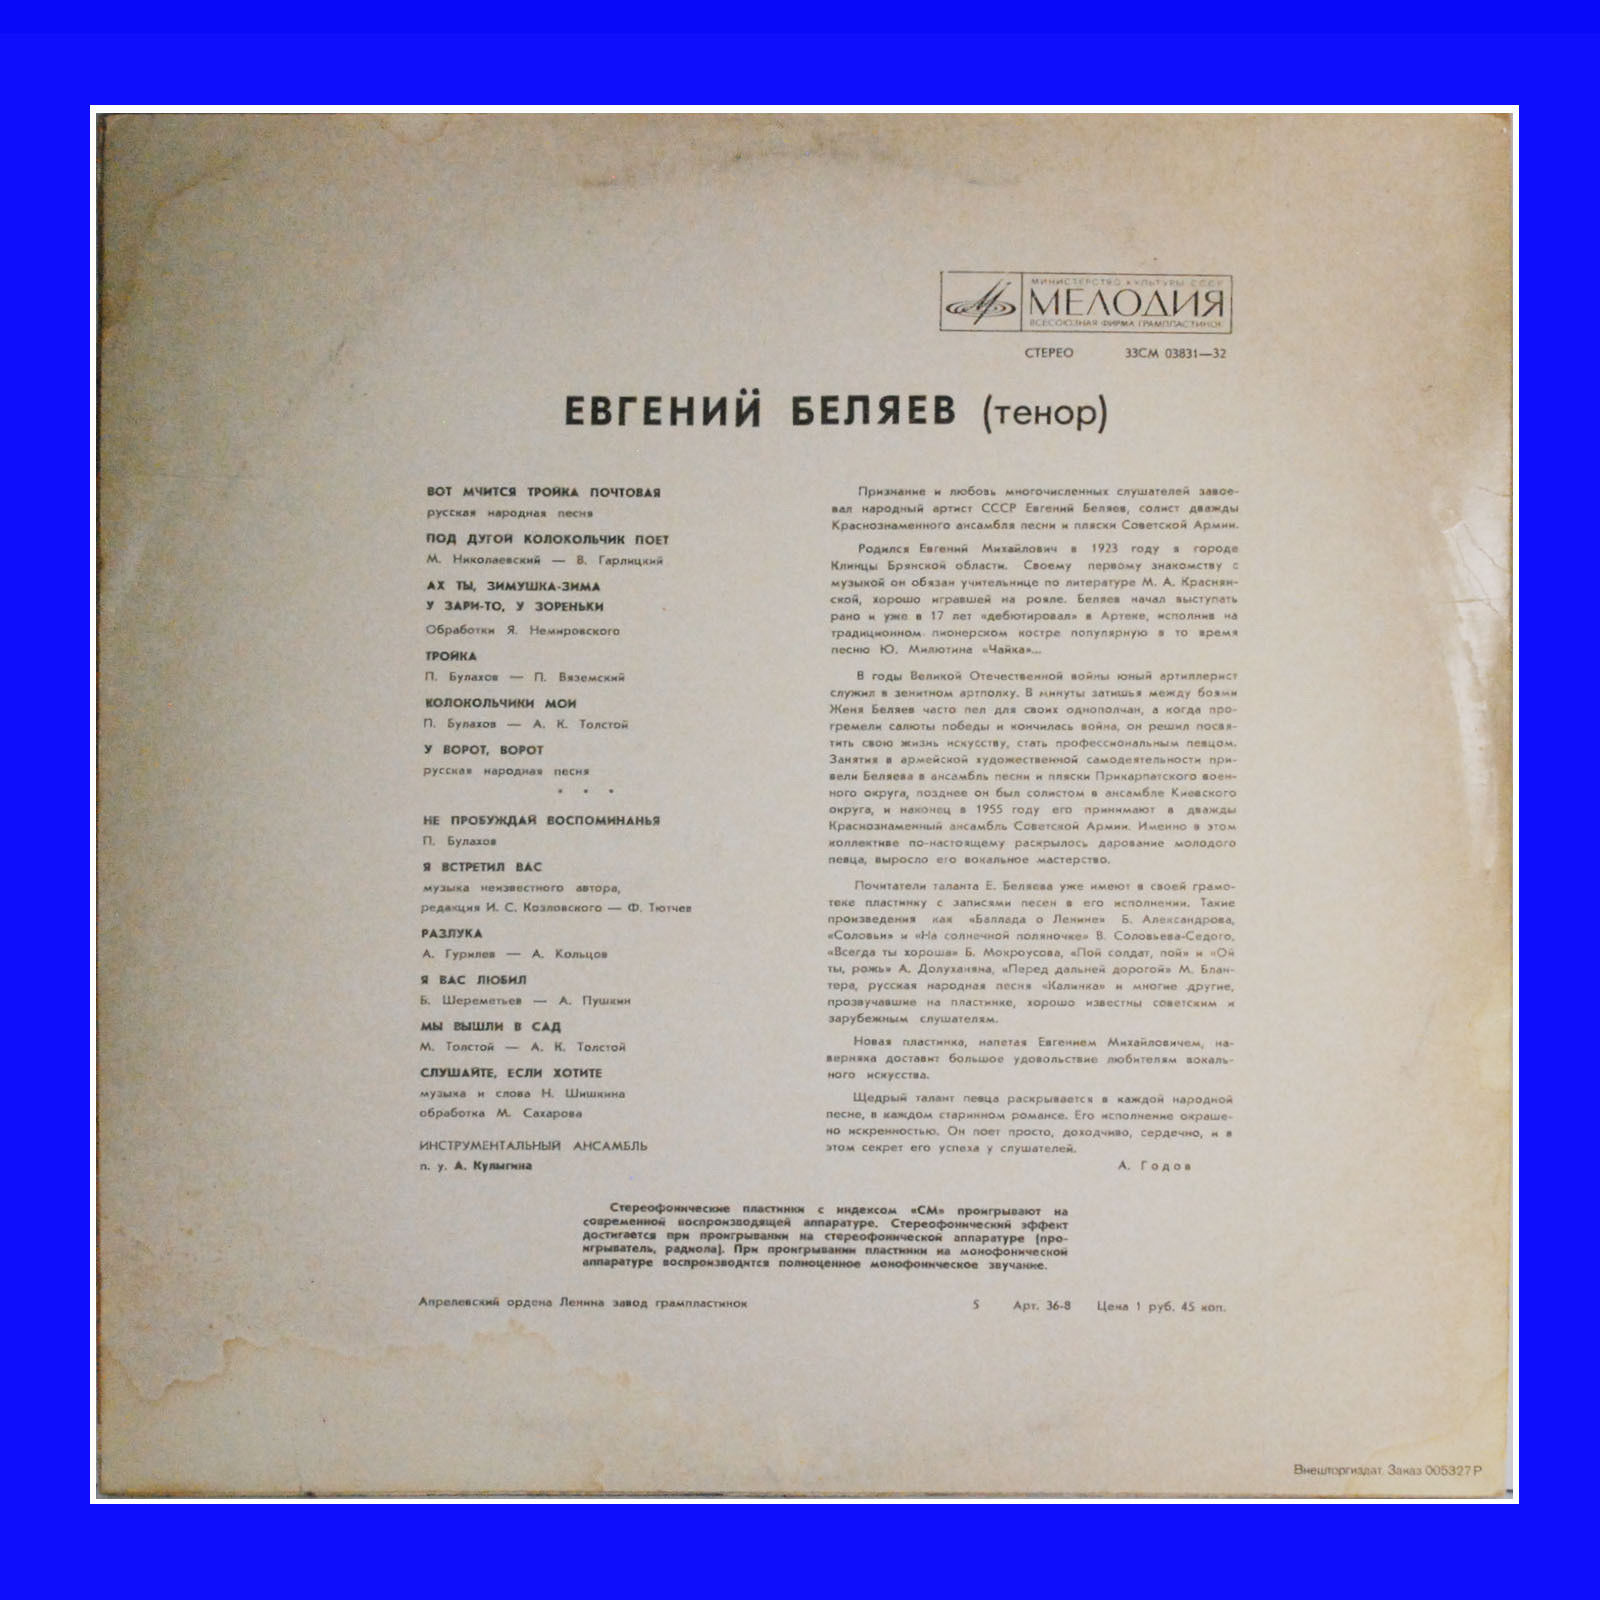 МИНИСТЕРСТВО КУЛЬТУРЫ СССР
МЕЛОДИЯ
ВСЕСОЮЗНАЯ ФИРМА ГРАМПЛАСТИНОК
СТЕРЕО 33СМ 03831—32
ЕВГЕНИЙ БЕЛЯЕВ (тенор)
ВОТ МЧИТСЯ ТРОЙКА ПОЧТОВАЯ
русская народная песня
ПОД ДУГОЙ КОЛОКОЛЬЧИК ПОЕТ
М. Николаевский — В. Гарлицкий
АХ ТЫ, ЗИМУШКА-ЗИМА
У ЗАРИ-ТО, У ЗОРЕНЬКИ
Обработки Я. Немировского
ТРОЙКА
П. Булахов — П. Вяземский
КОЛОКОЛЬЧИКИ МОИ
П. Булахов — А. К. Толстой
У ВОРОТ, ВОРОТ
русская народная песня
• • •
НЕ ПРОБУЖДАЙ ВОСПОМИНАНЬЯ
П. Булахов
Я ВСТРЕТИЛ ВАС
музыка неизвестного автора,
редакция И. С. Козловского — Ф. Тютчев
РАЗЛУКА
А. Гурилев — А. Кольцов
Я ВАС ЛЮБИЛ
Б. Шереметьев — А. Пушкин
МЫ ВЫШЛИ В САД
М. Толстой — А. К. Толстой
СЛУШАЙТЕ, ЕСЛИ ХОТИТЕ
музыка и слова Н. Шишкина
обработка М. Сахарова
ИНСТРУМЕНТАЛЬНЫЙ АНСАМБЛЬ
п. у. А. Кулыгина
Признание и любовь многочисленных слушателей завое-
вал народный артист СССР Евгений Беляев, солист дважды
Краснознаменного ансамбля песни и пляски Советской Армии.
Родился Евгений Михайлович в 1923 году в городе
Клинцы Брянской области. Своему первому знакомству с
музыкой он обязан учительнице по литературе М. А. Краснян-
ской, хорошо игравшей на рояле. Беляев начал выступать
рано и уже в 17 лет «дебютировал» в Артеке, исполнив на
традиционном пионерском костре популярную в то время
песню Ю. Милютина «Чайка»...
В годы Великой Отечественной войны юный артиллерист
служил в зенитном артполку. В минуты затишья между боями
Женя Беляев часто пел для своих однополчан, а когда про-
гремели салюты победы и кончилась война, он решил посвя-
тить свою жизнь искусству, стать профессиональным певцом.
Занятия в армейской художественной самодеятельности при-
вели Беляева в ансамбль песни и пляски Прикарпатского воен-
ного округа, позднее он был солистом в ансамбле Киевского
округа, и наконец в 1955 году его принимают в дважды
Краснознаменный ансамбль Советской Армии. Именно в этом
коллективе по-настоящему раскрылось дарование молодого
певца, выросло его вокальное мастерство.
Почитатели таланта Е. Беляева уже имеют в своей грамо-
теке пластинку с записями песен в его исполнении. Такие
произведения как «Баллада о Ленине» Б. Александрова,
«Соловьи» и «На солнечной поляночке» В. Соловьева-Седого,
«Всегда ты хороша» Б. Мокроусова, «Пой солдат, пой» и «Ой
ты, рожь» А. Долуханяна, «Перед дальней дорогой» М. Блан-
тера, русская народная песня «Калинка» и многие другие,
прозвучавшие на пластинке, хорошо известны советским и
зарубежным слушателям.
Новая пластинка, напетая Евгением Михайловичем, на-
верняка доставит большое удовольствие любителям вокаль-
ного искусства.
Щедрый талант певца раскрывается в каждой народной
песне, в каждом старинном романсе. Его исполнение окраше-
но искренностью. Он поет просто, доходчиво, сердечно, и в
этом секрет его успеха у слушателей.
А. Годов
Стереофонические пластинки с индексом «СМ» проигрывают на
современной воспроизводящей аппаратуре. Стереофонический эффект
достигается при проигрывании на стереофонической аппаратуре (про-
игрыватель, радиола). При проигрывании пластинки на монофонической
аппаратуре воспроизводится полноценное монофоническое звучание.
Апрелевский ордена Ленина завод грампластинок 5 Арт. 36-8 Цена 1 руб. 45 коп.
Внешторгиздат. Заказ 005327Р